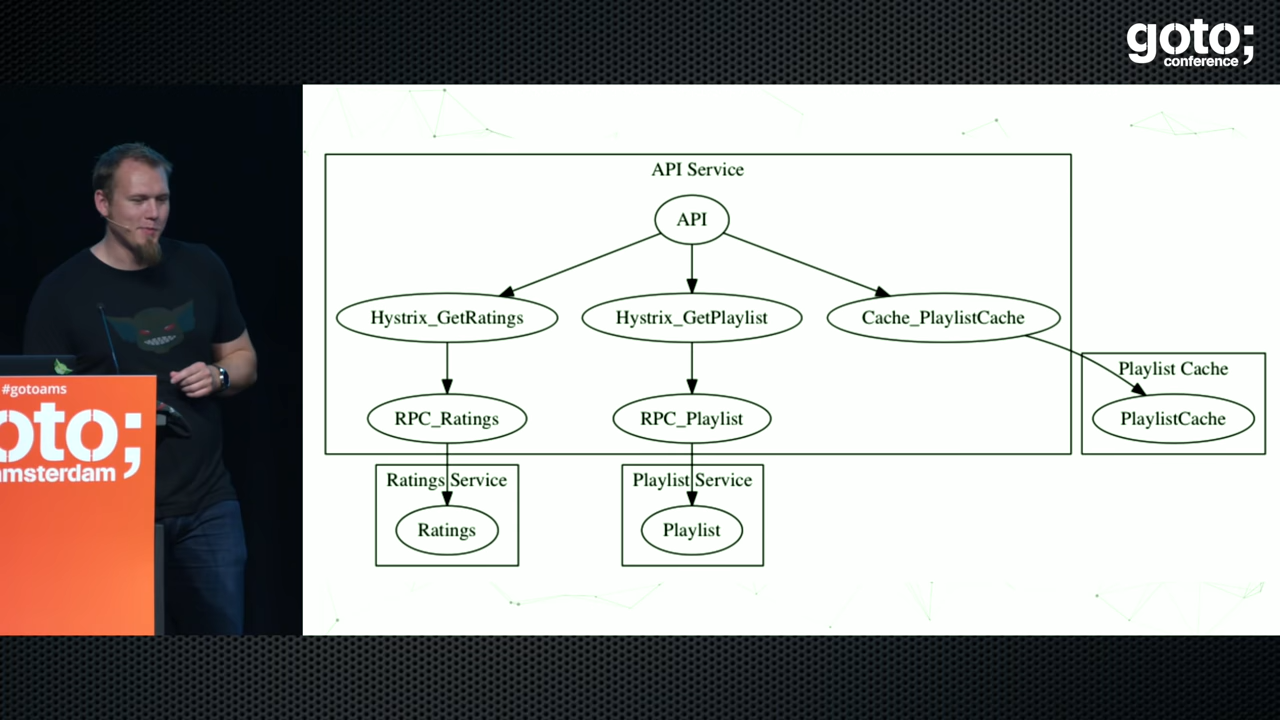 goto;
conference
#gotoams
oto;
amsterdam
API Service
API
Hystrix_GetRatings
Hystrix_GetPlaylist
Cache_PlaylistCache
Playlist Cache
RPC_Ratings
RPC_Playlist
PlaylistCache
Ratings Service
Playlist Service
Ratings
Playlist